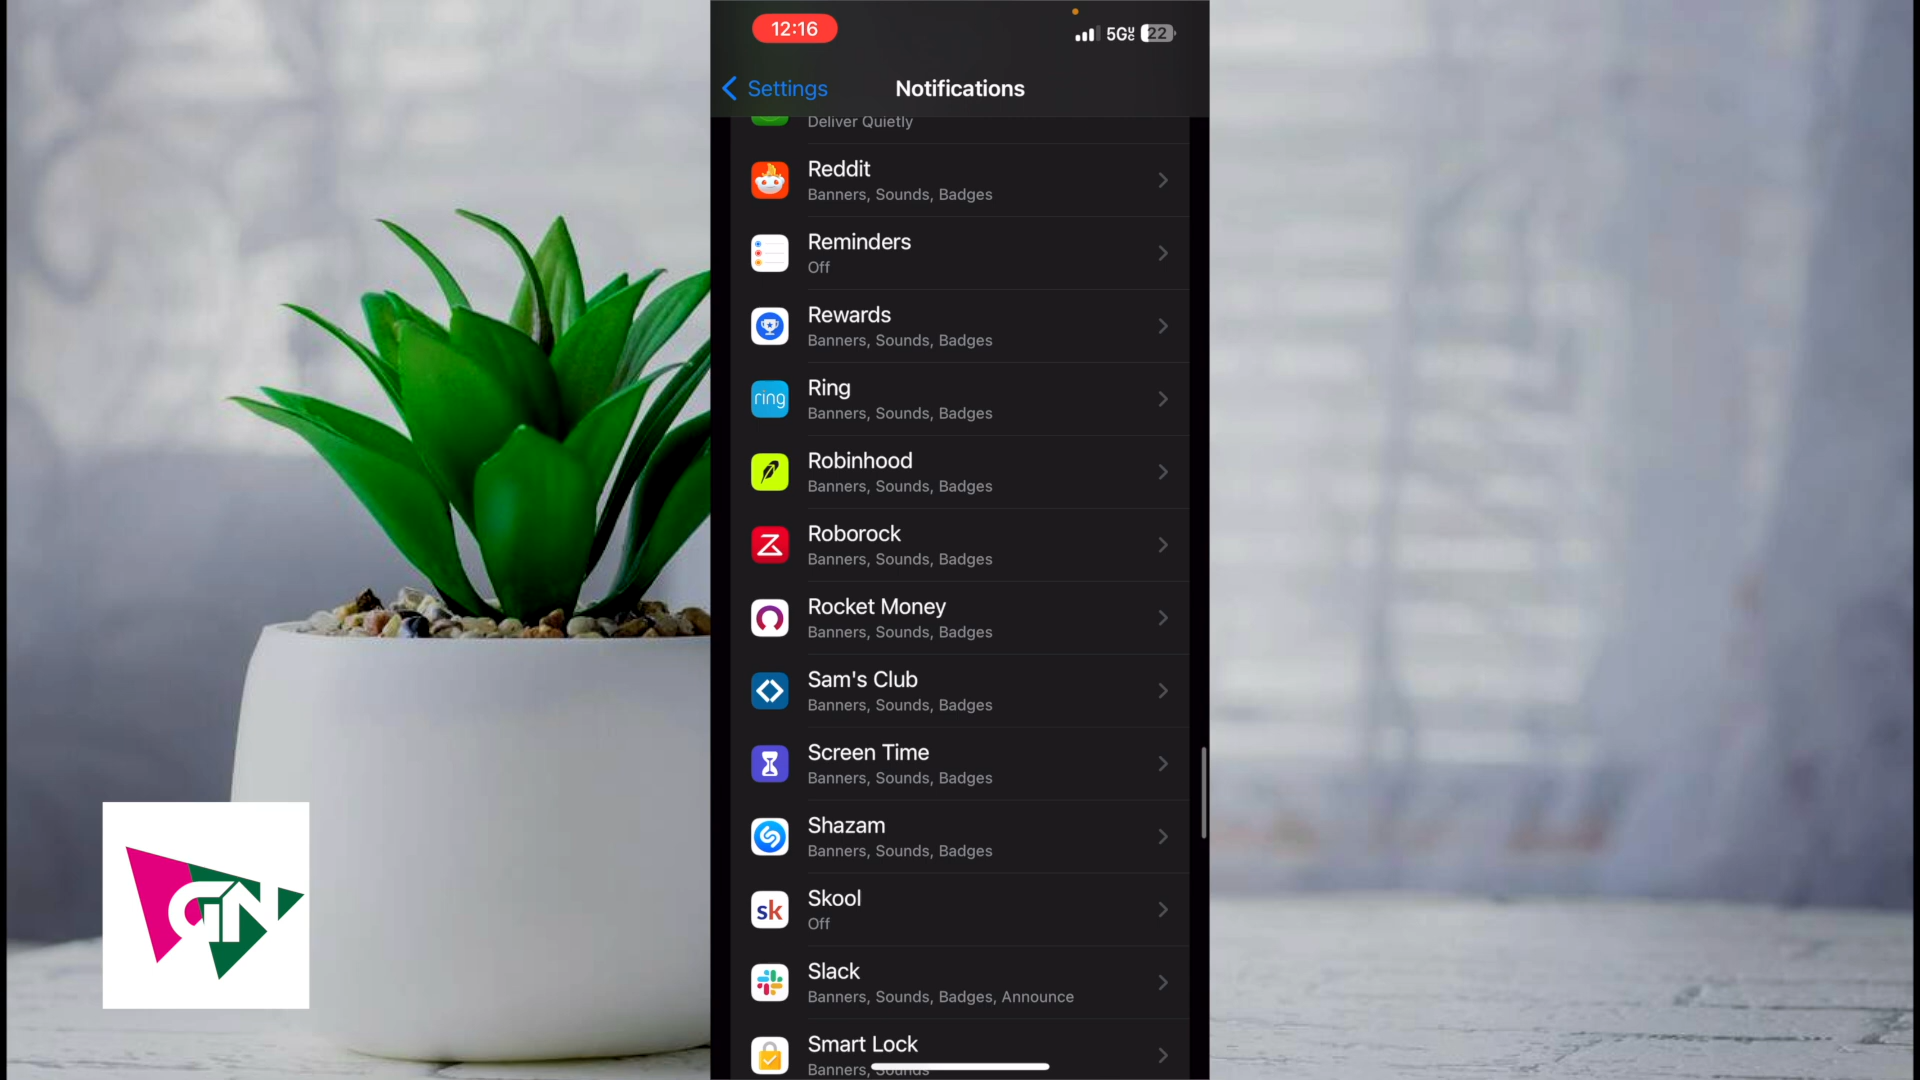 12:16
5G
22
Settings
Notifications
Deliver Quietly
Reddit
Banners, Sounds, Badges
Reminders
Off
Rewards
Banners, Sounds, Badges
ring
Ring
Banners, Sounds, Badges
Robinhood
Banners, Sounds, Badges
Roborock
Banners, Sounds, Badges
Rocket Money
Banners, Sounds, Badges
Sam's Club
Banners, Sounds, Badges
Screen Time
Banners, Sounds, Badges
Shazam
Banners, Sounds, Badges
sk
Skool
Off
Slack
Banners, Sounds, Badges, Announce
Smart Lock
Banners, Sounds